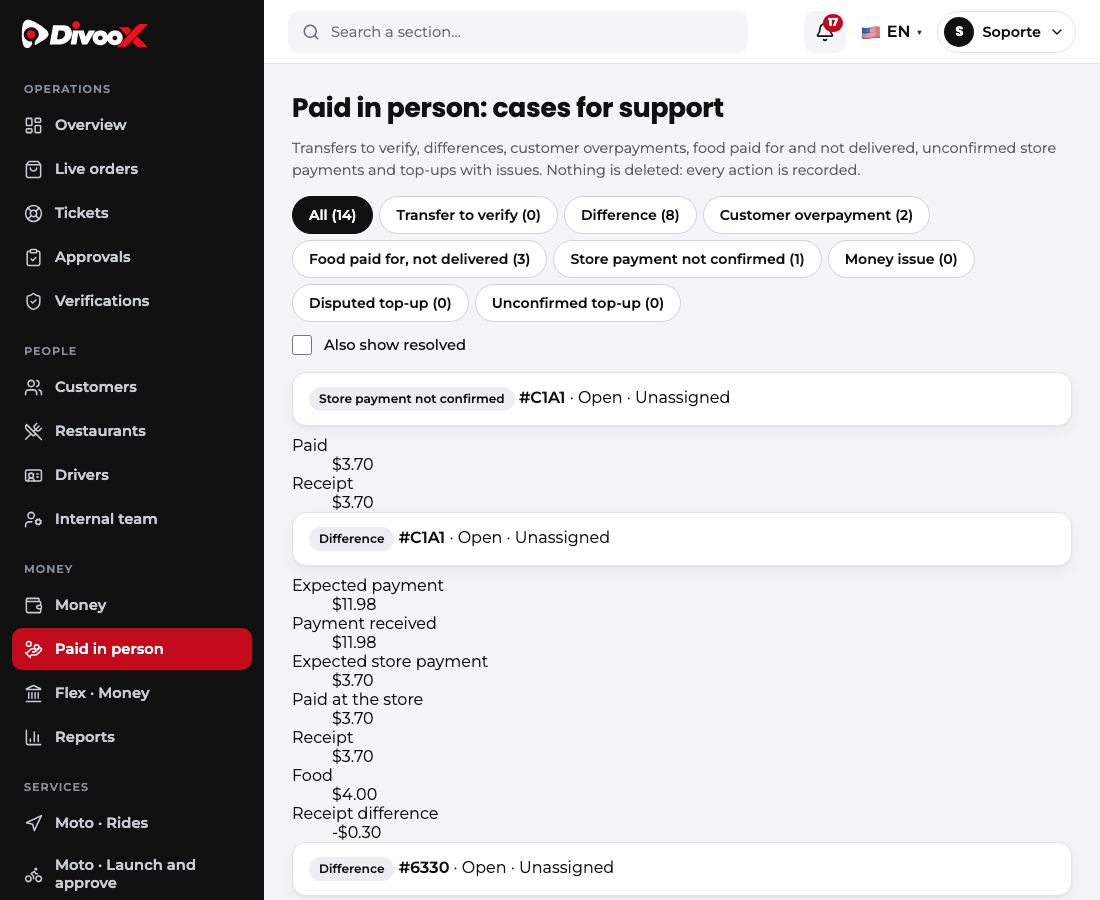 DivooX
Search a section...
17
EN
S
Soporte
OPERATIONS
Overview
Live orders
Tickets
Approvals
Verifications
PEOPLE
Customers
Restaurants
Drivers
Internal team
MONEY
Money
Paid in person
Flex · Money
Reports
SERVICES
Moto · Rides
Moto · Launch and
approve
Paid in person: cases for support
Transfers to verify, differences, customer overpayments, food paid for and not delivered, unconfirmed store
payments and top-ups with issues. Nothing is deleted: every action is recorded.
All (14) Transfer to verify (0) Difference (8) Customer overpayment (2)
Food paid for, not delivered (3) Store payment not confirmed (1) Money issue (0)
Disputed top-up (0) Unconfirmed top-up (0)
Also show resolved
Store payment not confirmed #C1A1 · Open · Unassigned
Paid
$3.70
Receipt
$3.70
Difference #C1A1 · Open · Unassigned
Expected payment
$11.98
Payment received
$11.98
Expected store payment
$3.70
Paid at the store
$3.70
Receipt
$3.70
Food
$4.00
Receipt difference
-$0.30
Difference #6330 · Open · Unassigned